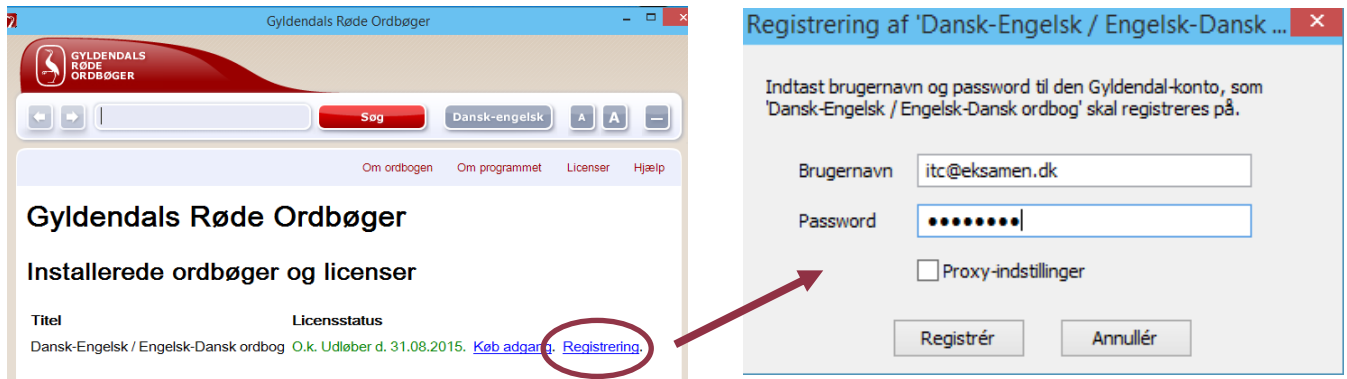 Gyldendals Røde Ordbøger
GYLDENDALS
RØDE
ORDBØGER
Søg
Dansk-engelsk
A
A
Om ordbogen
Om programmet
Licenser
Hjælp
Gyldendals Røde Ordbøger
Installerede ordbøger og licenser
Titel
Licensstatus
Dansk-Engelsk / Engelsk-Dansk ordbog O.k. Udløber d. 31.08.2015. Køb adgang. Registrering.
Registrering af 'Dansk-Engelsk / Engelsk-Dansk ...
Indtast brugernavn og password til den Gyldendal-konto, som
'Dansk-Engelsk / Engelsk-Dansk ordbog' skal registreres på.
Brugernavn
itc@eksamen.dk
Password
••••••••
Proxy-indstillinger
Registrér
Annullér